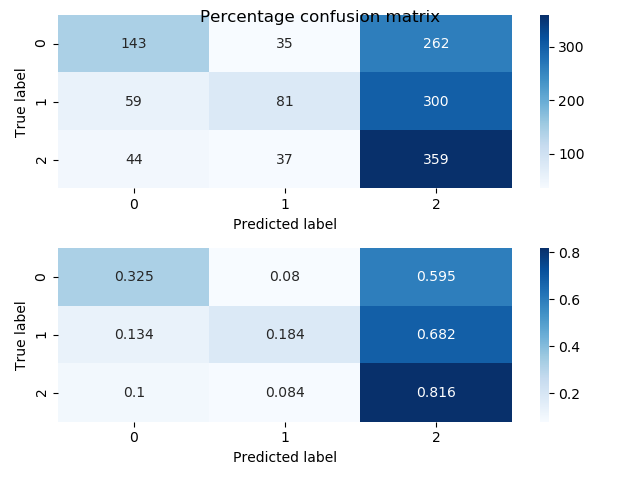 Percentage confusion matrix
True label
0 143 35 262
1 59 81 300
2 44 37 359
0 1 2
Predicted label
300
200
100
True label
0 0.325 0.08 0.595
1 0.134 0.184 0.682
2 0.1 0.084 0.816
0 1 2
Predicted label
0.8
0.6
0.4
0.2